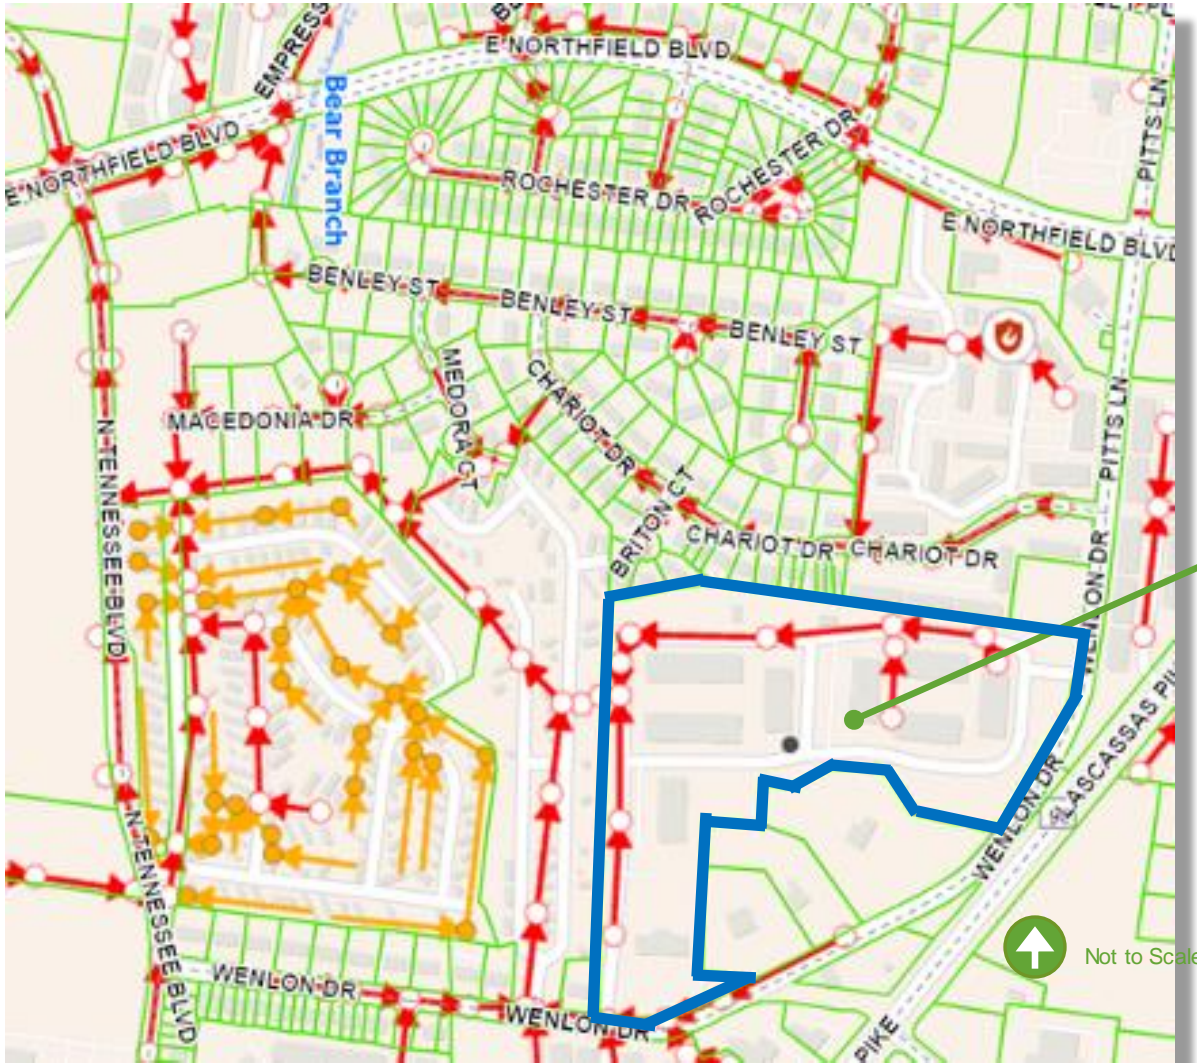 EMPRESS
E NORTHFIELD BLVD
PITTS LN
Bear Branch
E NORTHFIELD BLVD
ROCHESTER DR
ROCHESTER DR
E NORTHFIELD BLVD
BENLEY ST
BENLEY ST
BENLEY ST
MEDORA CT
CHARIOT DR
PITTS LN
MACEDONIA DR
N TENNESSEE BLVD
BRITON CT
CHARIOT DR
CHARIOT DR
WENLON DR
LASCASSAS
WENLON DR
N TENNESSEE BLVD
Not to Scale
WENLON DR
WENLON DR
PIKE